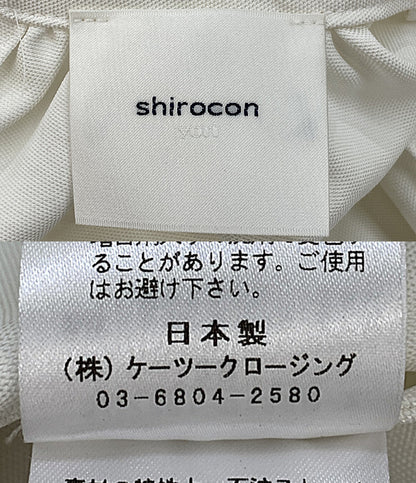 shirocon
ることがあります。ご使用
はお避け下さい。
日本製
(株)ケーツークロージング
03-6804-2580